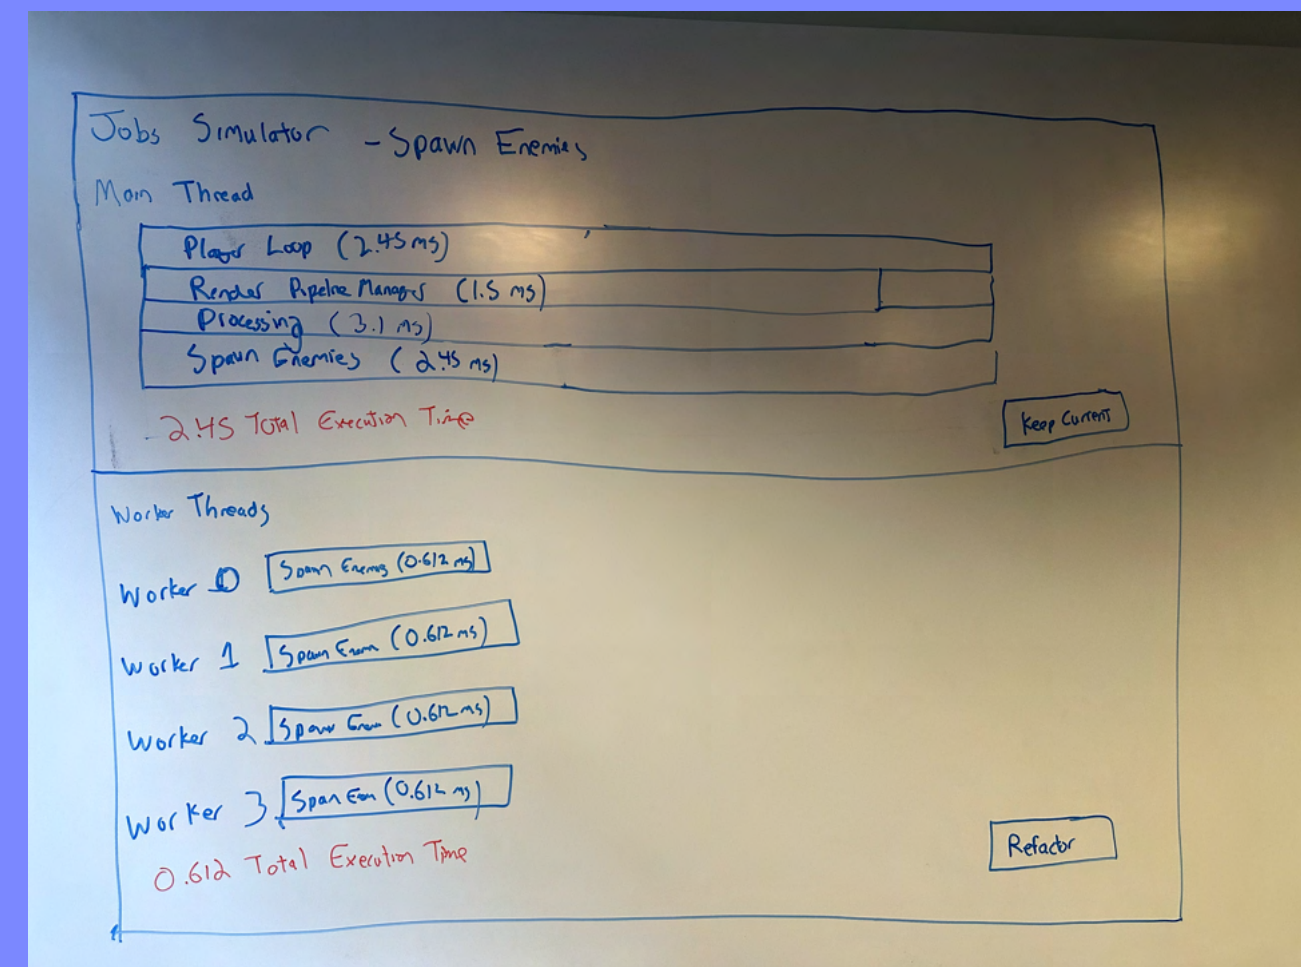 Jobs Simulator - Spawn Enemies
Main Thread
Player Loop (2.45 ms)
Render Pipeline Manager (1.5 ms)
Processing (3.1 ms)
Spawn Enemies (2.45 ms)
2.45 Total Execution Time
Keep Current
Worker Threads
Worker 0 Spawn Enemies (0.612 ms)
Worker 1 Spawn Enem (0.612 ms)
Worker 2 Spawn Enem (0.612 ms)
Worker 3 Span Enm (0.612 ms)
0.612 Total Execution Time
Refactor